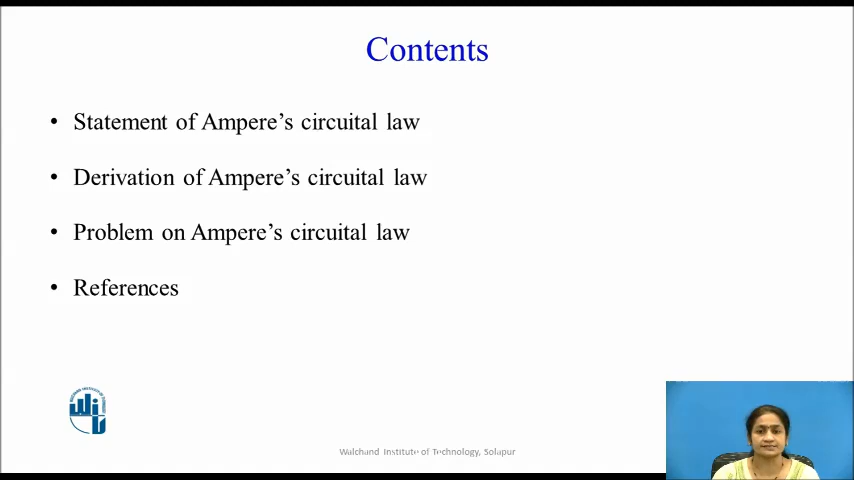 Contents
• Statement of Ampere's circuital law
• Derivation of Ampere's circuital law
• Problem on Ampere's circuital law
• References
WIT
Walchand Institute of Technology, Solapur